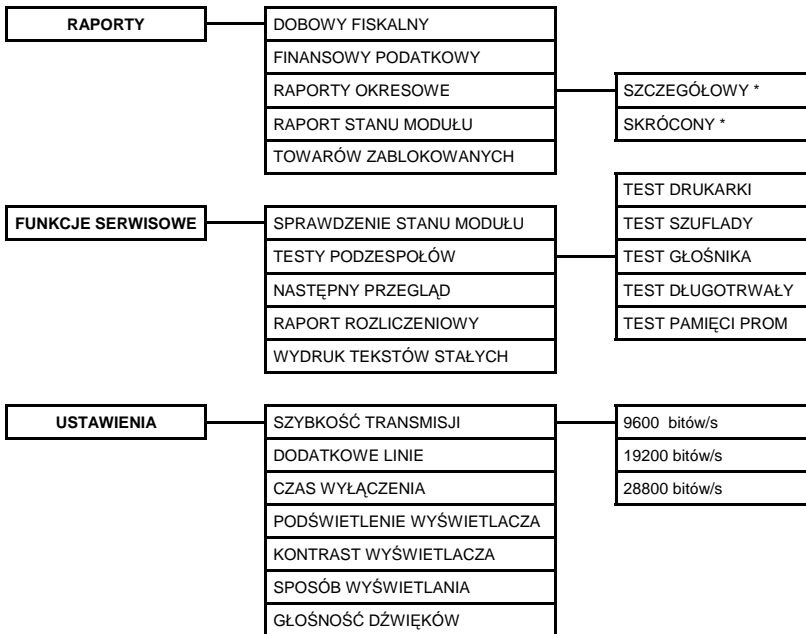 RAPORTY
DOBOWY FISKALNY
FINANSOWY PODATKOWY
RAPORTY OKRESOWE
SZCZEGÓŁOWY *
RAPORT STANU MODUŁU
SKRÓCONY *
TOWARÓW ZABLOKOWANYCH
FUNKCJE SERWISOWE
SPRAWDZENIE STANU MODUŁU
TESTY PODZESPOŁÓW
NASTĘPNY PRZEGLĄD
RAPORT ROZLICZENIOWY
WYDRUK TEKSTÓW STAŁYCH
TEST DRUKARKI
TEST SZUFLADY
TEST GŁOŚNIKA
TEST DŁUGOTRWAŁY
TEST PAMIĘCI PROM
USTAWIENIA
SZYBKOŚĆ TRANSMISJI
9600 bitów/s
DODATKOWE LINIE
19200 bitów/s
CZAS WYŁĄCZENIA
28800 bitów/s
PODŚWIETLENIE WYŚWIETLACZA
KONTRAST WYŚWIETLACZA
SPOSÓB WYŚWIETLANIA
GŁOŚNOŚĆ DŹWIĘKÓW